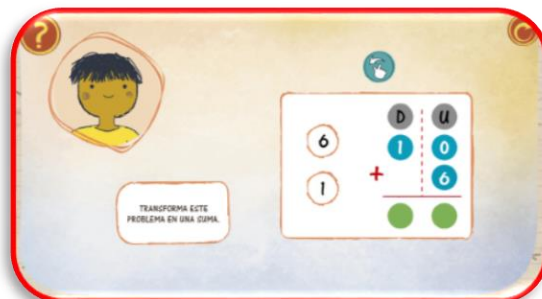 ?
D U
6 1 0
+ 6
1
TRANSFORMA ESTE
PROBLEMA EN UNA SUMA.